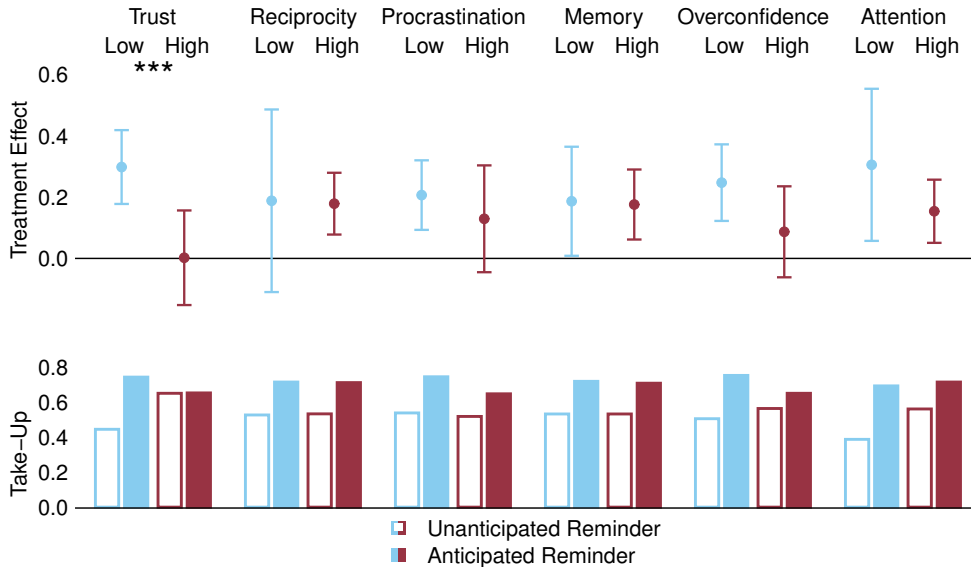 Trust Reciprocity Procrastination Memory Overconfidence Attention
Low High Low High Low High Low High Low High Low High
***
0.6
0.4
0.2
0.0
Treatment Effect
0.8
0.6
0.4
0.2
0.0
Take−Up
Unanticipated Reminder
Anticipated Reminder